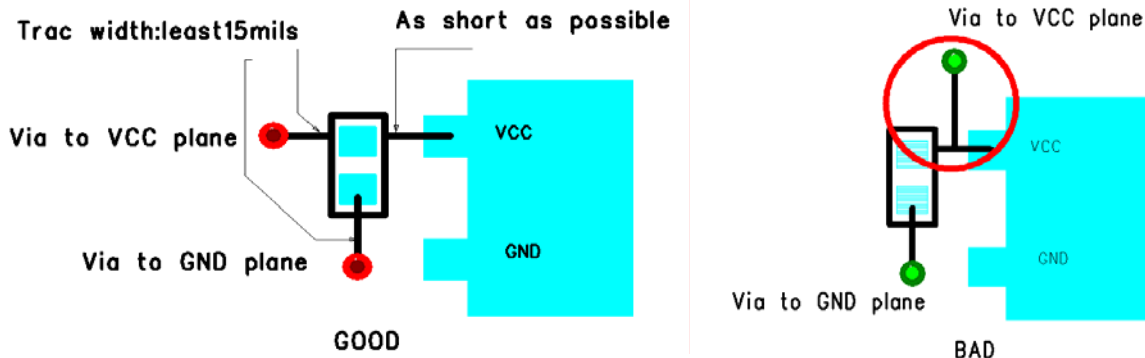 Trac width:least15mils
As short as possible
Via to VCC plane
VCC
Via to GND plane
GND
GOOD
Via to VCC plane
VCC
GND
Via to GND plane
BAD